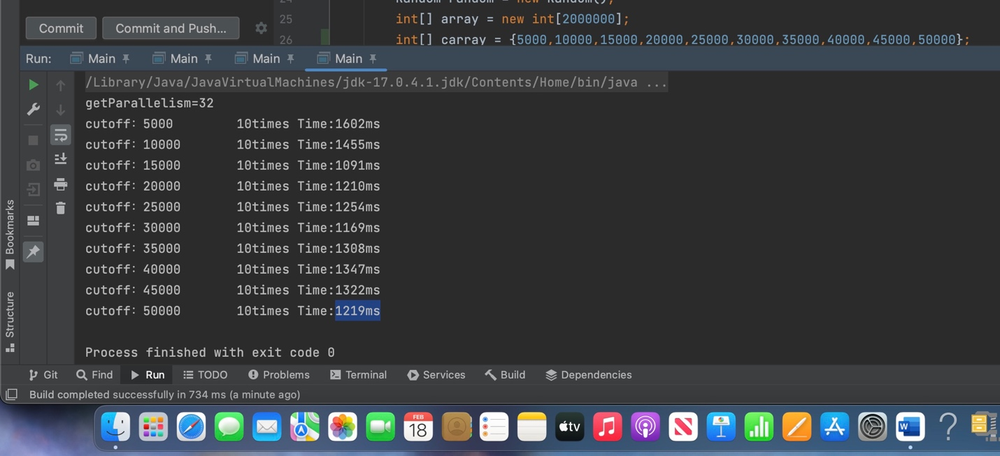 24 Random random = new Random();
Commit Commit and Push... 25 int[] array = new int[2000000];
26 int[] carray = {5000,10000,15000,20000,25000,30000,35000,40000,45000,50000};
Run: Main Main Main Main
/Library/Java/JavaVirtualMachines/jdk-17.0.4.1.jdk/Contents/Home/bin/java ...
getParallelism=32
cutoff: 5000 10times Time:1602ms
cutoff: 10000 10times Time:1455ms
cutoff: 15000 10times Time:1091ms
cutoff: 20000 10times Time:1210ms
cutoff: 25000 10times Time:1254ms
cutoff: 30000 10times Time:1169ms
cutoff: 35000 10times Time:1308ms
cutoff: 40000 10times Time:1347ms
cutoff: 45000 10times Time:1322ms
cutoff: 50000 10times Time:1219ms
Process finished with exit code 0
Bookmarks
Structure
Git Find Run TODO Problems Terminal Services Build Dependencies
Build completed successfully in 734 ms (a minute ago)
FEB
18
tv
W
?